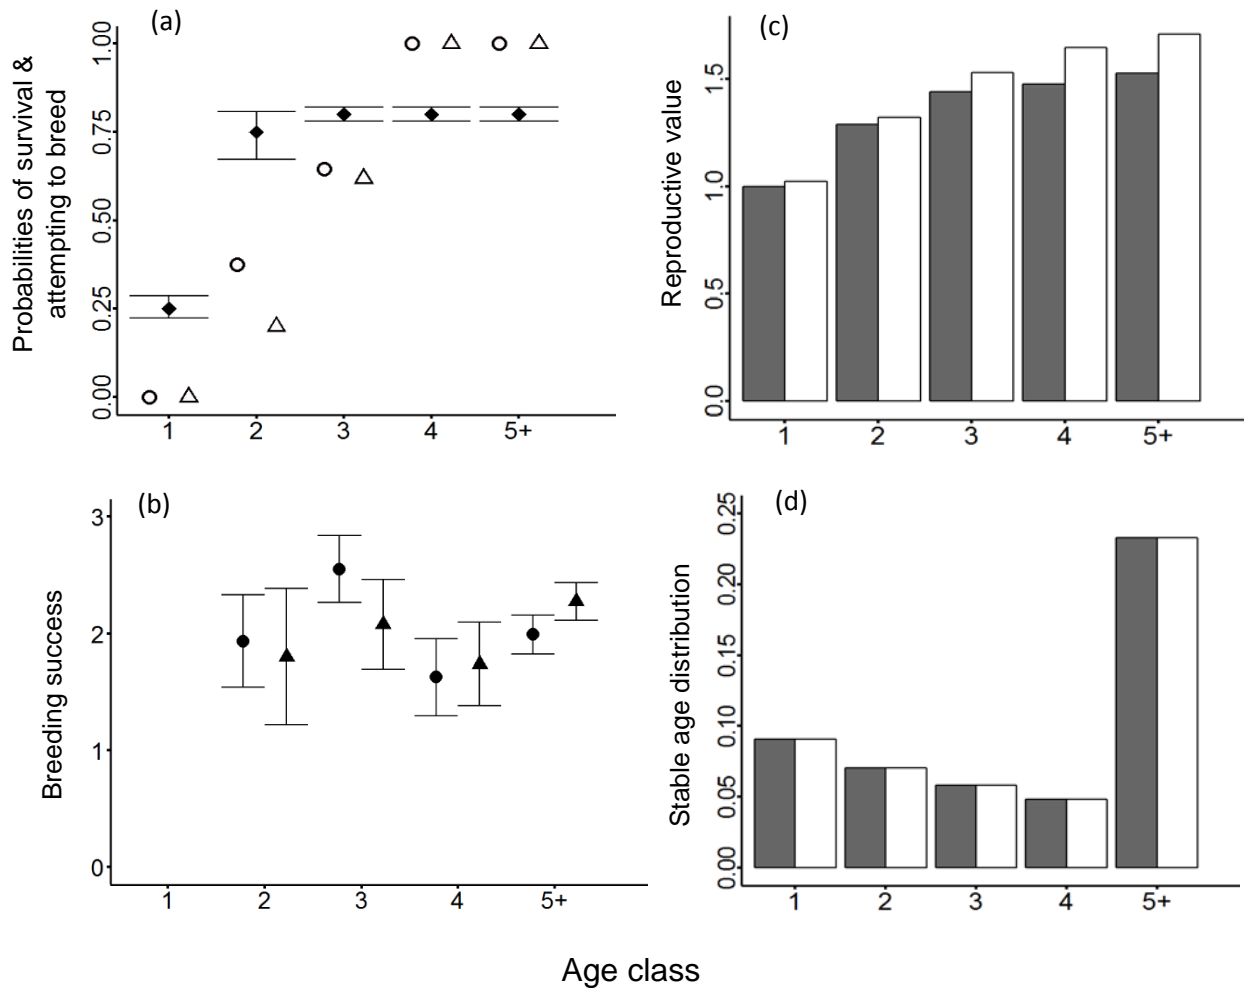 (a)
Probabilities of survival &
attempting to breed
1.00
0.75
0.50
0.25
0.00
1 2 3 4 5+
(c)
Reproductive value
1.5
1.0
0.5
0.0
1 2 3 4 5+
(b)
Breeding success
3
2
1
0
1 2 3 4 5+
(d)
Stable age distribution
0.25
0.20
0.15
0.10
0.05
0.00
1 2 3 4 5+
Age class